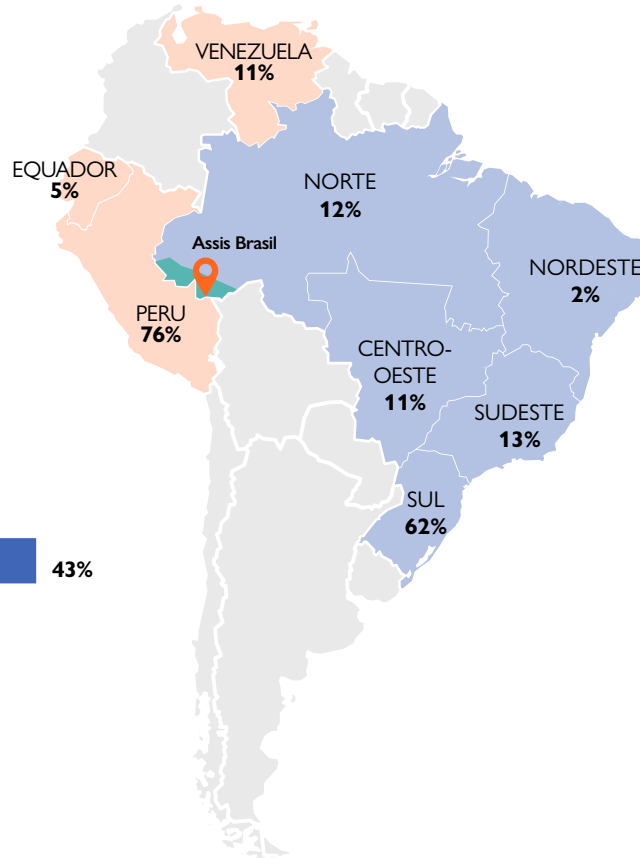 VENEZUELA
11%
EQUADOR
5%
NORTE
12%
Assis Brasil
NORDESTE
2%
PERU
76%
CENTRO-
OESTE
11%
SUDESTE
13%
SUL
62%
43%